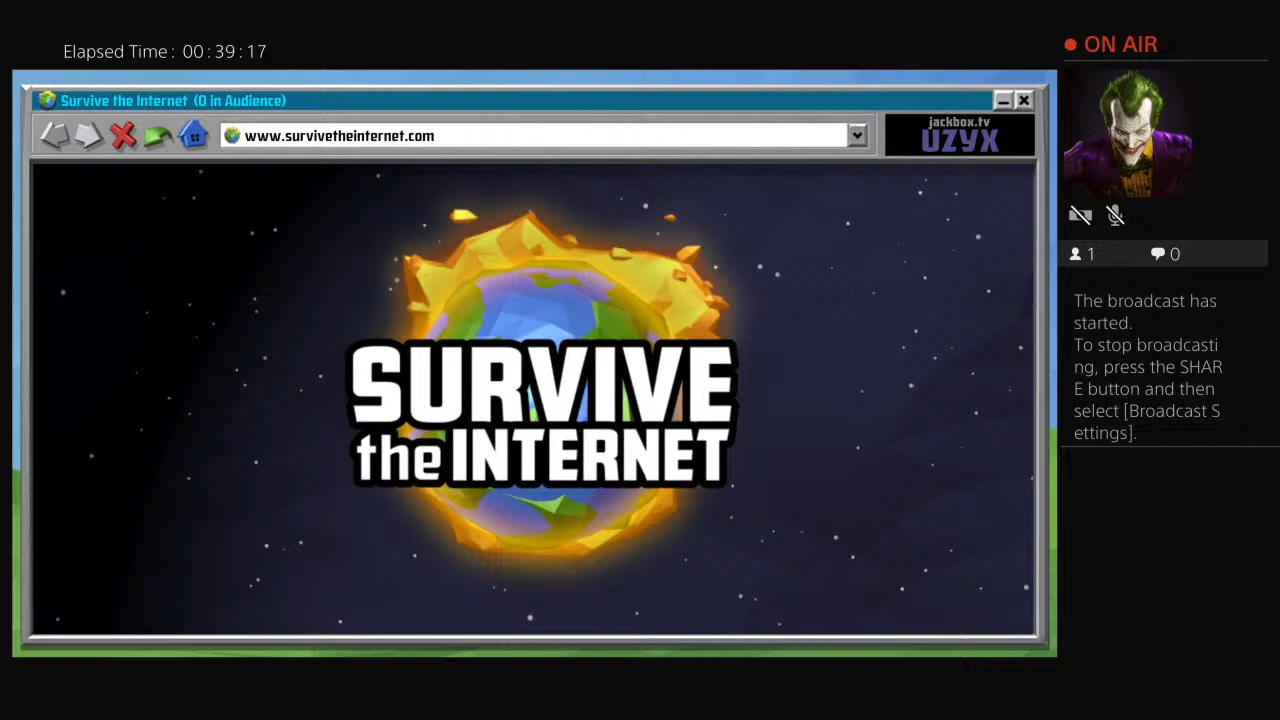 Elapsed Time : 00:39:17
ON AIR
Survive the Internet (0 in Audience)
www.survivetheinternet.com
jackbox.tv
UZYX
SURVIVE
the INTERNET
1
0
The broadcast has
started.
To stop broadcasti
ng, press the SHAR
E button and then
select [Broadcast S
ettings].